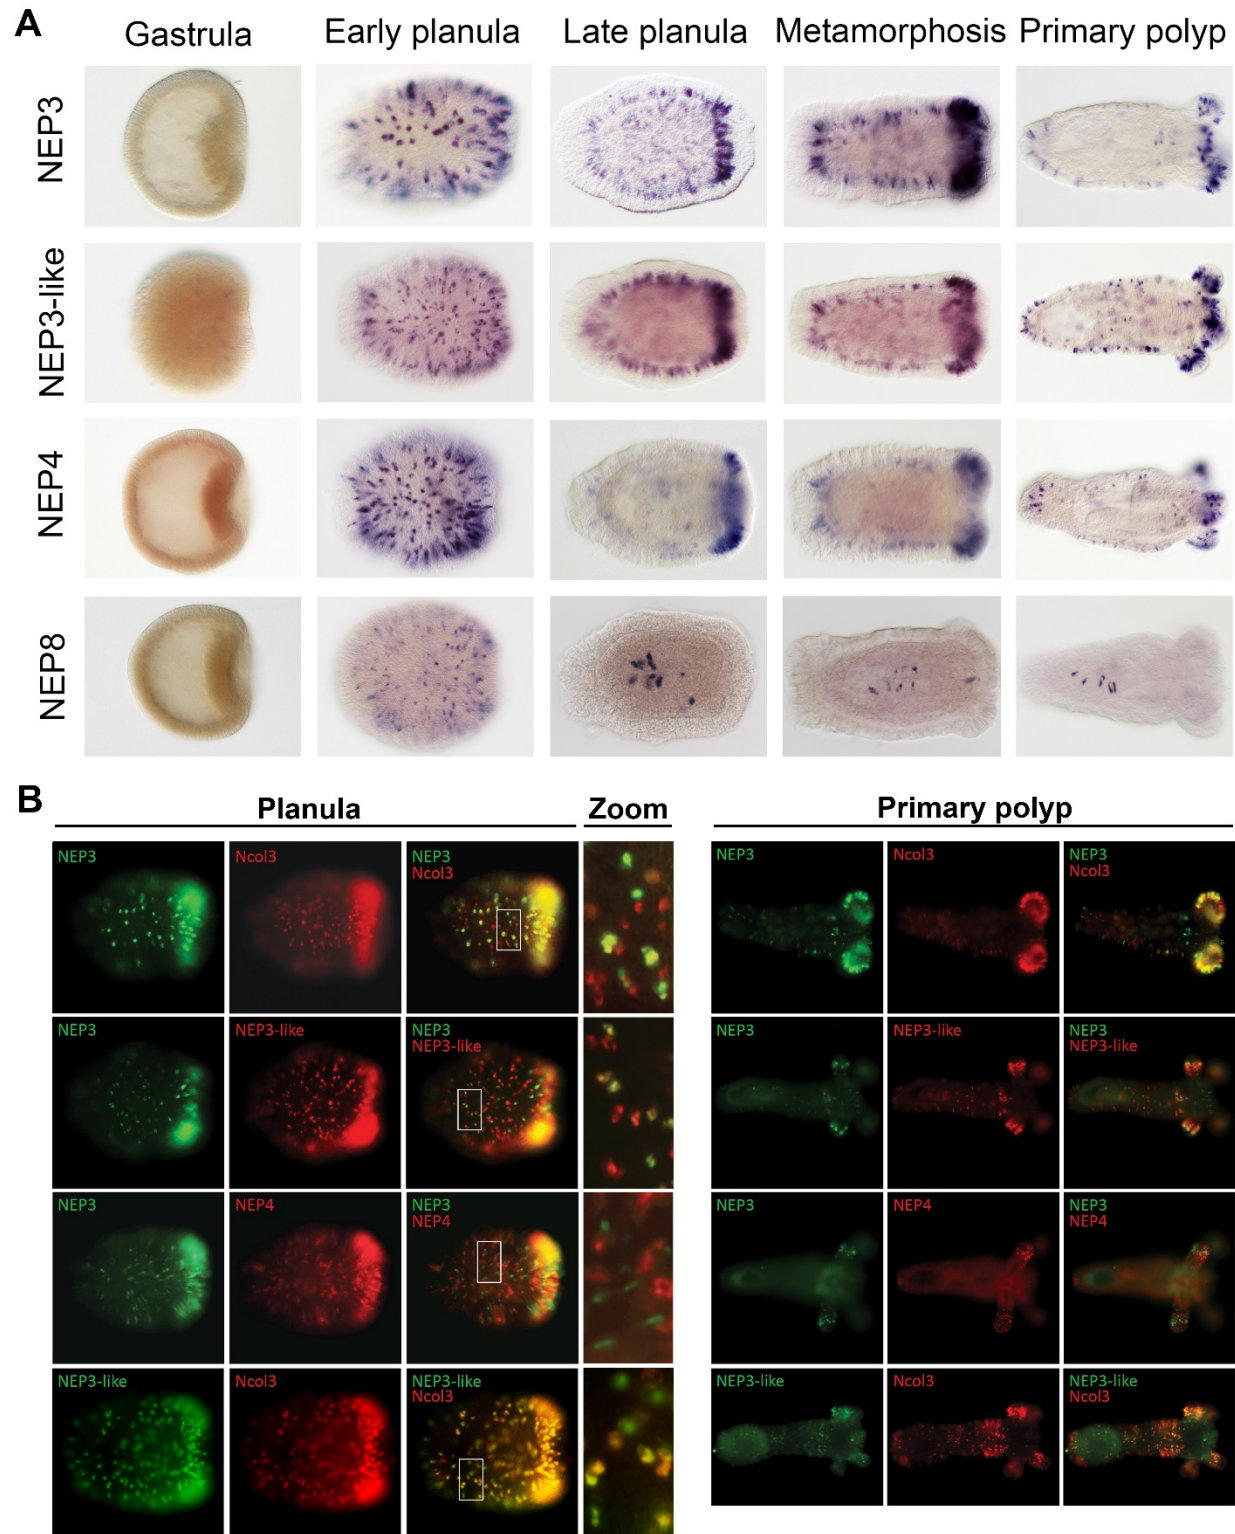 A
Gastrula Early planula Late planula Metamorphosis Primary polyp
NEP3
NEP3-like
NEP4
NEP8
B
Planula Zoom Primary polyp
NEP3 Ncol3 NEP3 NEP3 Ncol3 NEP3
Ncol3 Ncol3
NEP3 NEP3-like NEP3 NEP3 NEP3-like NEP3
NEP3-like NEP3-like
NEP3 NEP4 NEP3 NEP3 NEP4 NEP3
NEP4 NEP4
NEP3-like Ncol3 NEP3-like NEP3-like Ncol3 NEP3-like
Ncol3 Ncol3